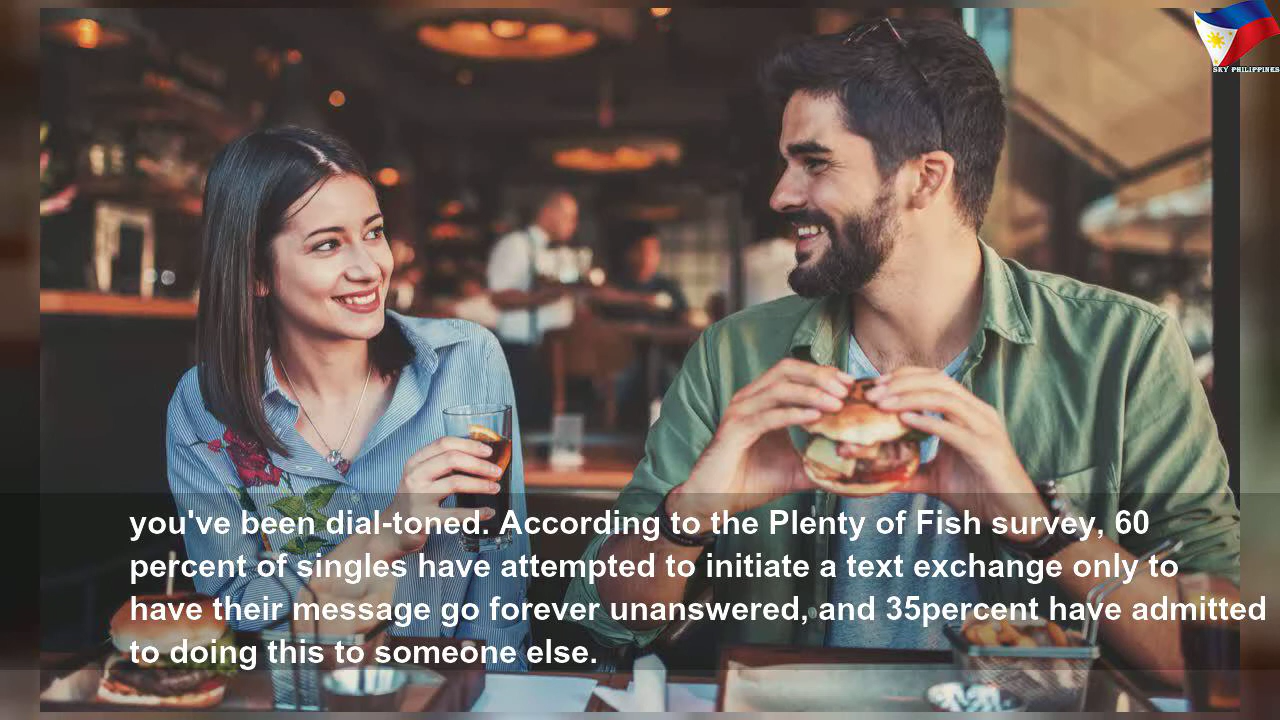 SKY PHILIPPINES
you've been dial-toned. According to the Plenty of Fish survey, 60
percent of singles have attempted to initiate a text exchange only to
have their message go forever unanswered, and 35percent have admitted
to doing this to someone else.